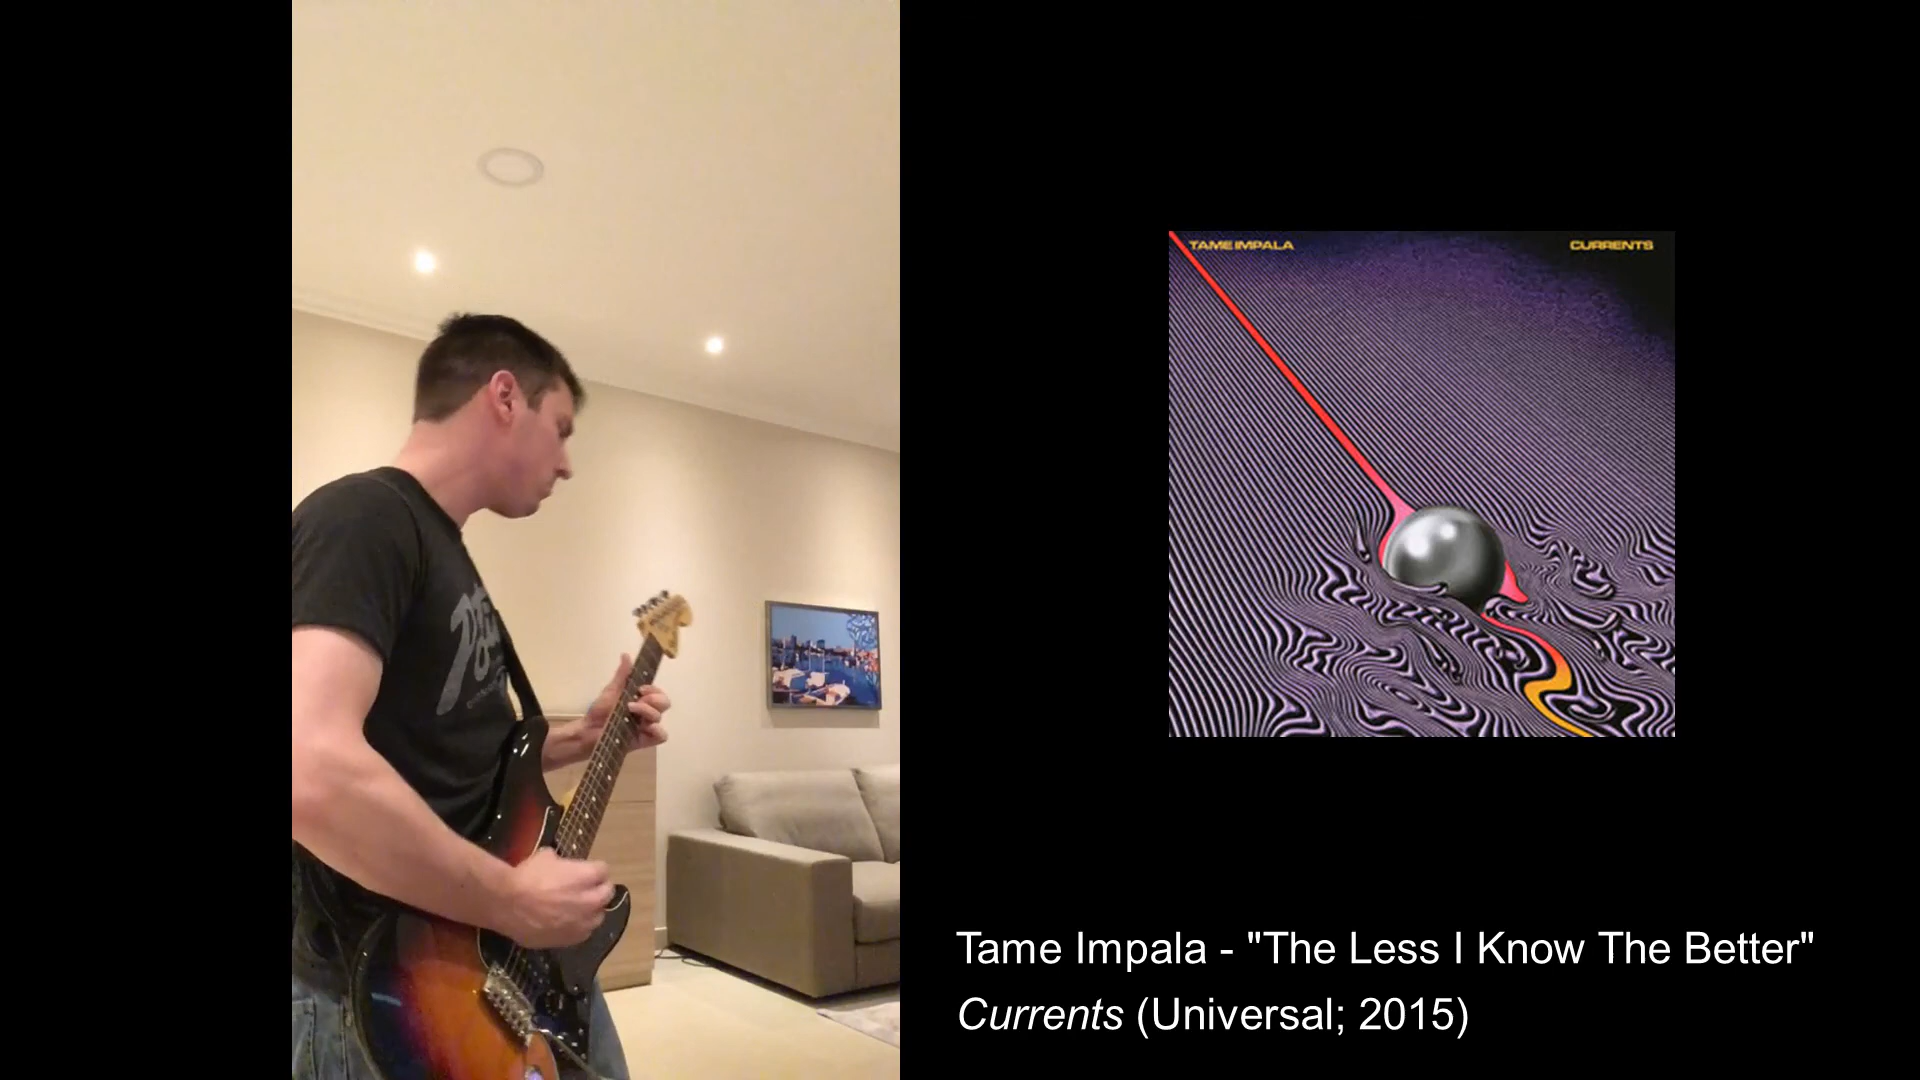 TAME IMPALA
CURRENTS
Tame Impala - "The Less I Know The Better"
Currents (Universal; 2015)